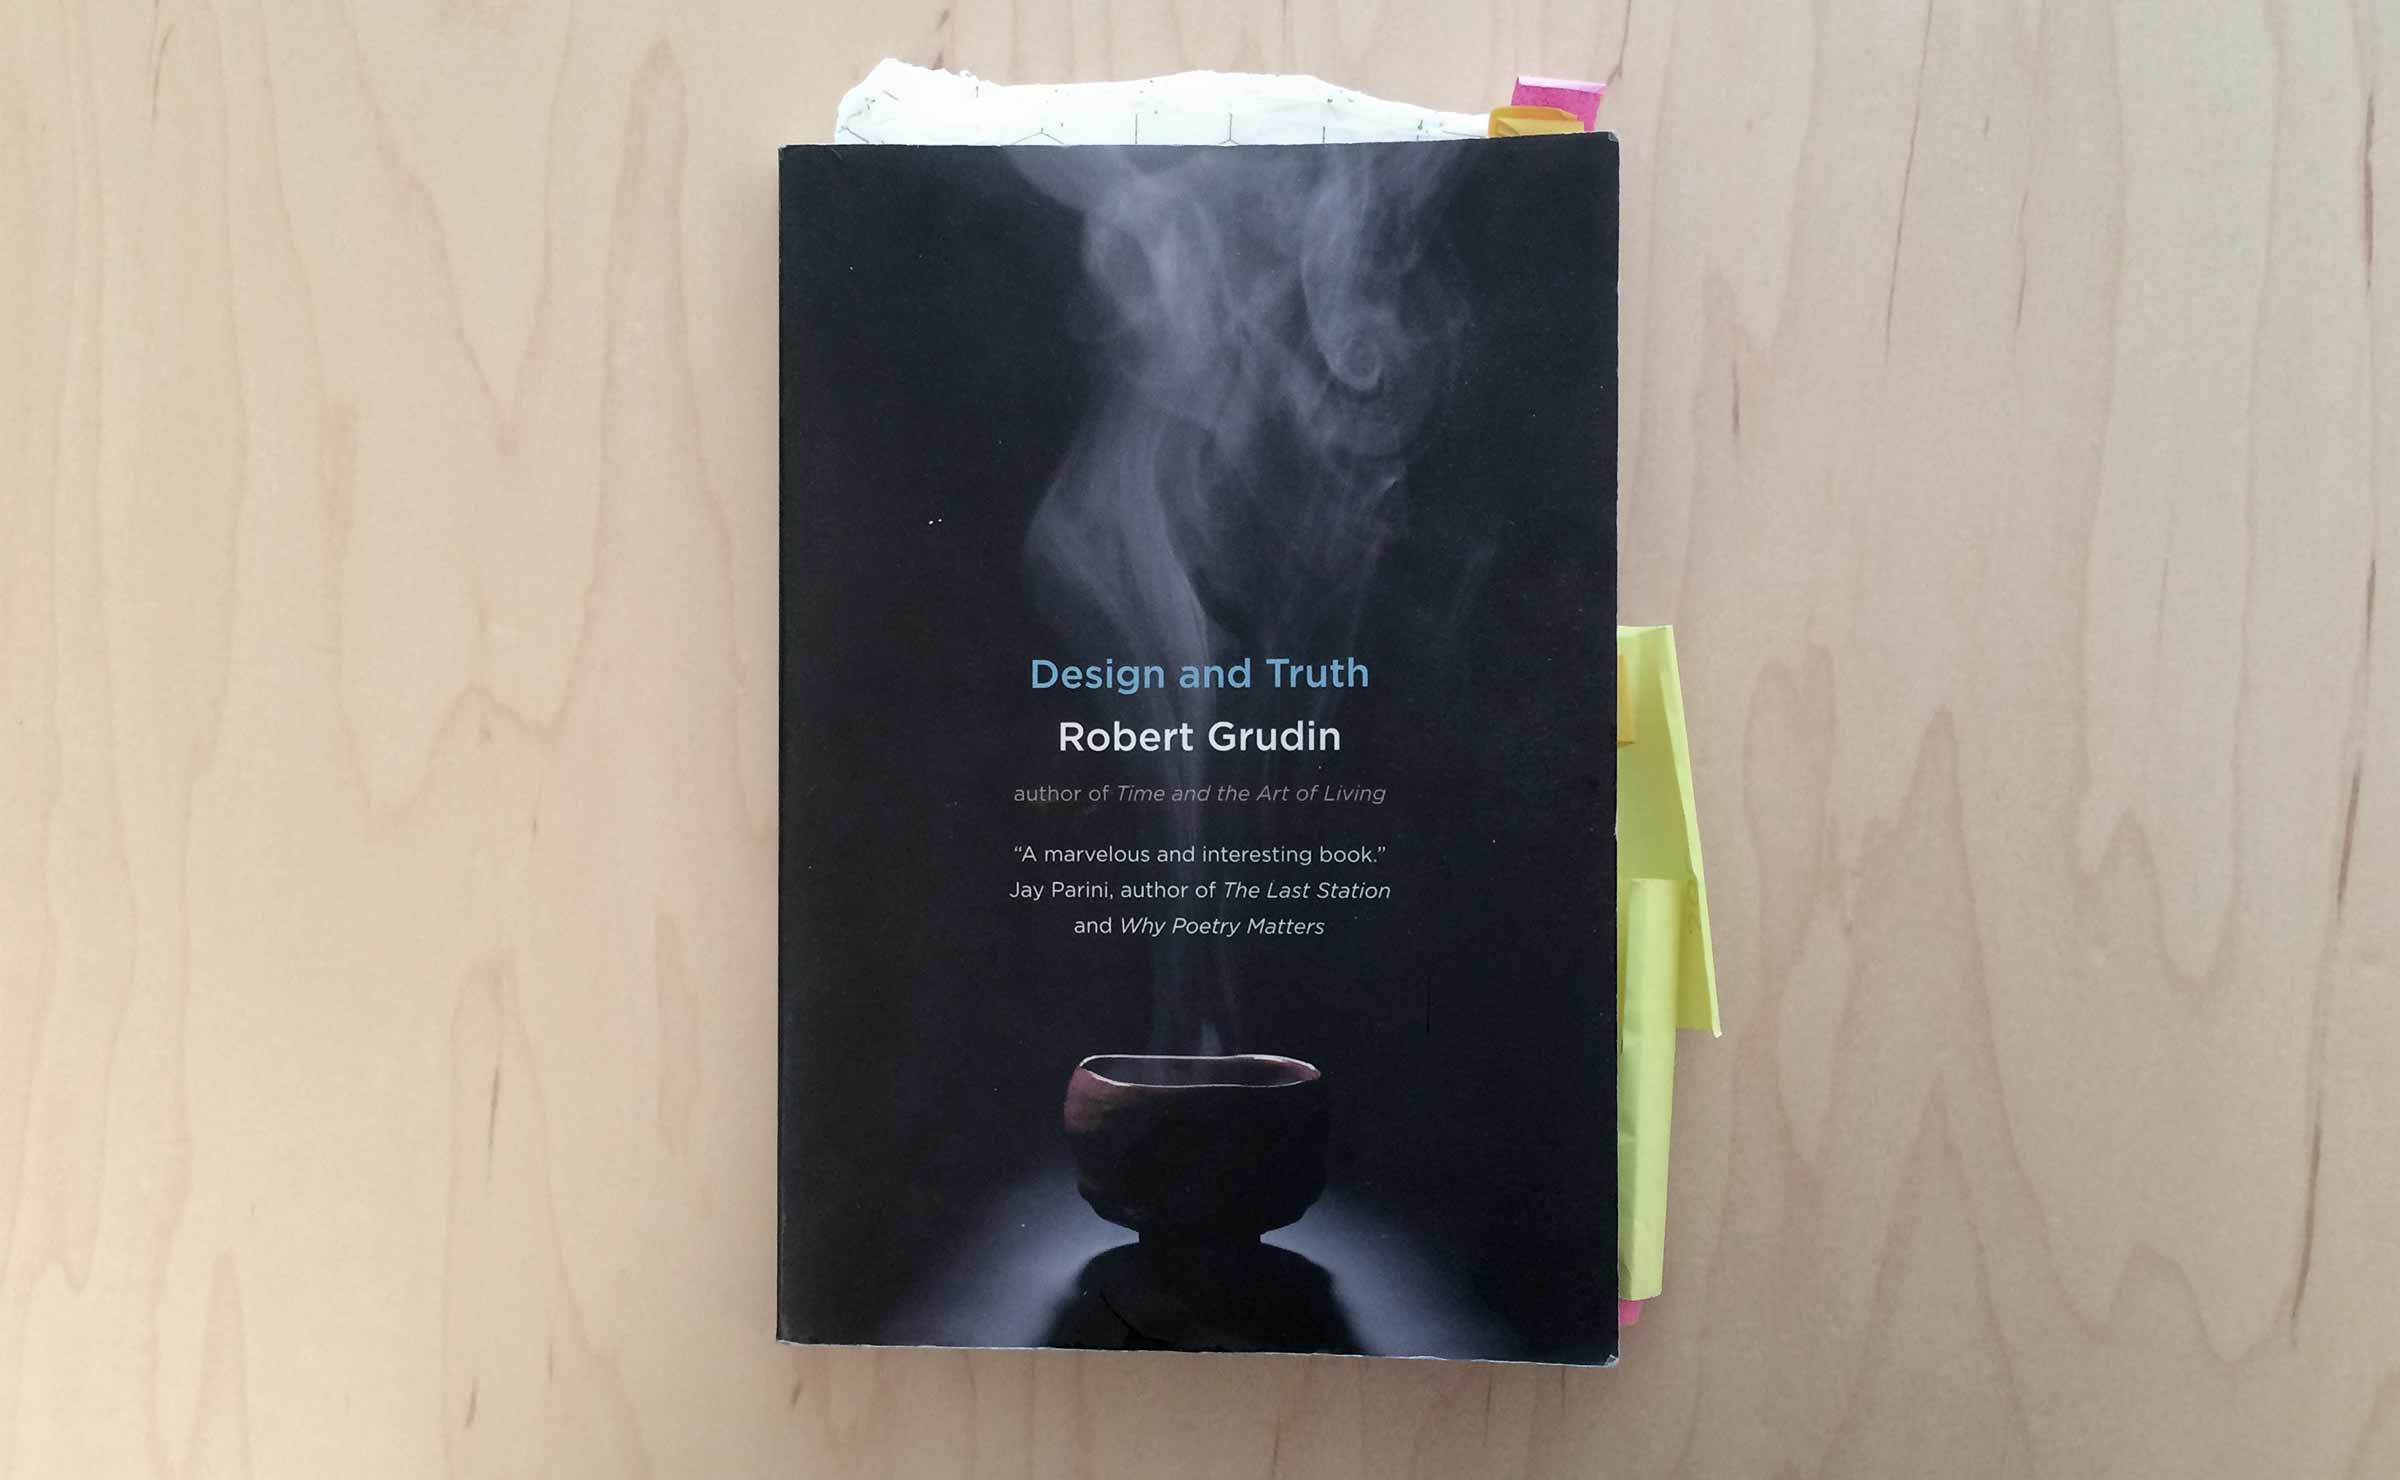 Design and Truth
Robert Grudin
author of Time and the Art of Living
“A marvelous and interesting book.”
Jay Parini, author of The Last Station
and Why Poetry Matters